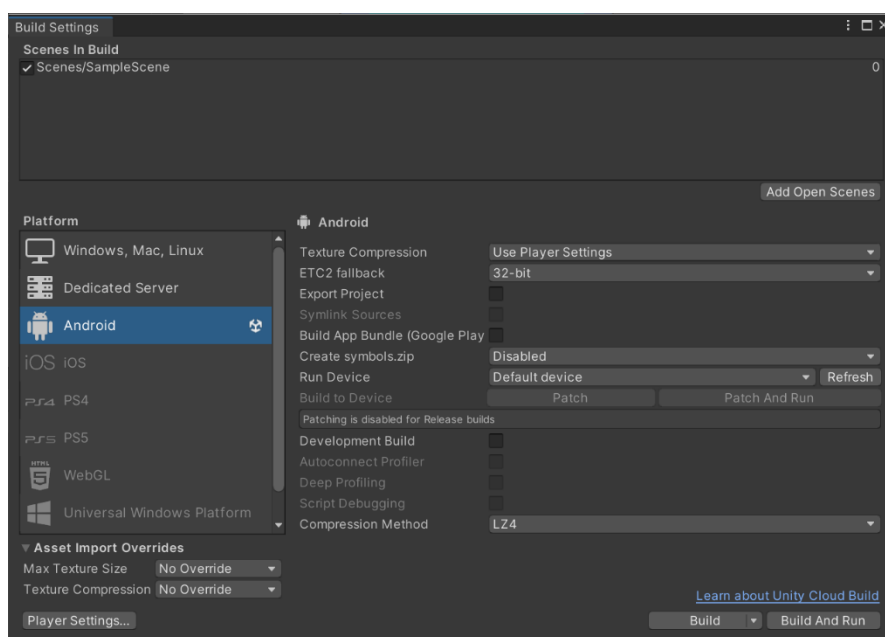 Build Settings
Scenes In Build
Scenes/SampleScene 0
Add Open Scenes
Platform
Windows, Mac, Linux
Dedicated Server
Android
iOS iOS
PS4 PS4
PS5 PS5
HTML 5 WebGL
Universal Windows Platform
Android
Texture Compression Use Player Settings
ETC2 fallback 32-bit
Export Project
Symlink Sources
Build App Bundle (Google Play
Create symbols.zip Disabled
Run Device Default device Refresh
Build to Device Patch Patch And Run
Patching is disabled for Release builds
Development Build
Autoconnect Profiler
Deep Profiling
Script Debugging
Compression Method LZ4
Asset Import Overrides
Max Texture Size No Override
Texture Compression No Override
Learn about Unity Cloud Build
Player Settings... Build Build And Run